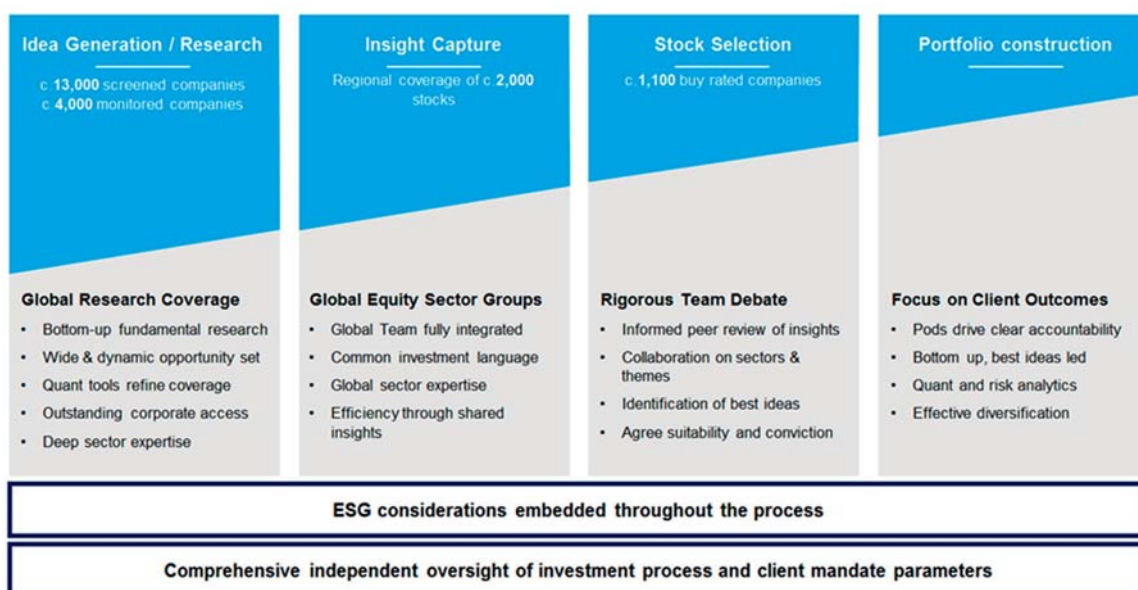 Idea Generation / Research
c.13,000 screened companies
c.4,000 monitored companies
Insight Capture
Regional coverage of c.2,000
stocks
Stock Selection
c.1,100 buy rated companies
Portfolio construction
Global Research Coverage
• Bottom-up fundamental research
• Wide & dynamic opportunity set
• Quant tools refine coverage
• Outstanding corporate access
• Deep sector expertise
Global Equity Sector Groups
• Global Team fully integrated
• Common investment language
• Global sector expertise
• Efficiency through shared
insights
Rigorous Team Debate
• Informed peer review of insights
• Collaboration on sectors &
themes
• Identification of best ideas
• Agree suitability and conviction
Focus on Client Outcomes
• Pods drive clear accountability
• Bottom up, best ideas led
• Quant and risk analytics
• Effective diversification
ESG considerations embedded throughout the process
Comprehensive independent oversight of investment process and client mandate parameters